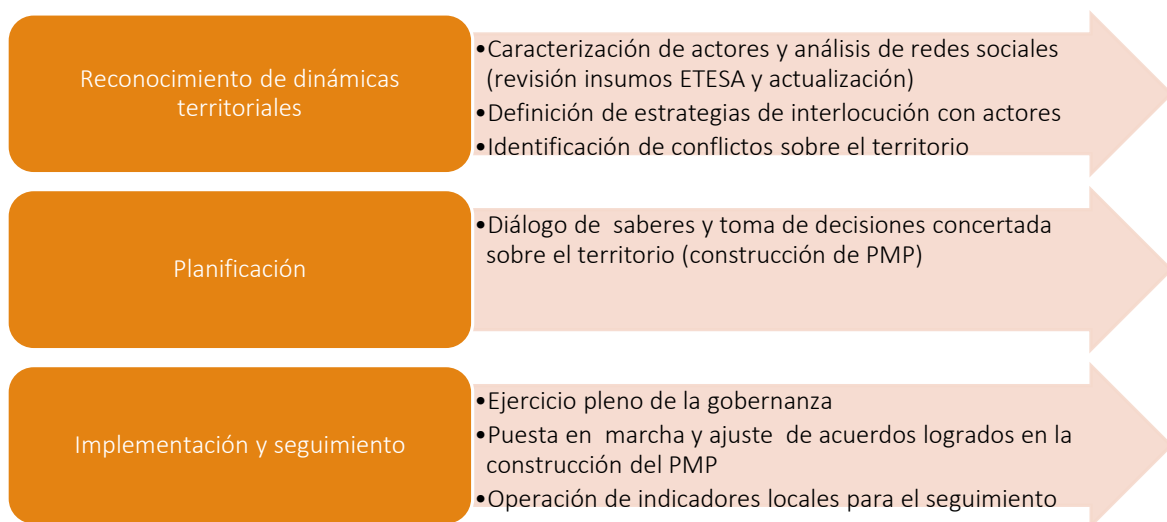 Reconocimiento de dinámicas
territoriales
•Caracterización de actores y análisis de redes sociales
(revisión insumos ETESA y actualización)
•Definición de estrategias de interlocución con actores
•Identificación de conflictos sobre el territorio
Planificación
•Diálogo de saberes y toma de decisiones concertada
sobre el territorio (construcción de PMP)
Implementación y seguimiento
•Ejercicio pleno de la gobernanza
•Puesta en marcha y ajuste de acuerdos logrados en la
construcción del PMP
•Operación de indicadores locales para el seguimiento